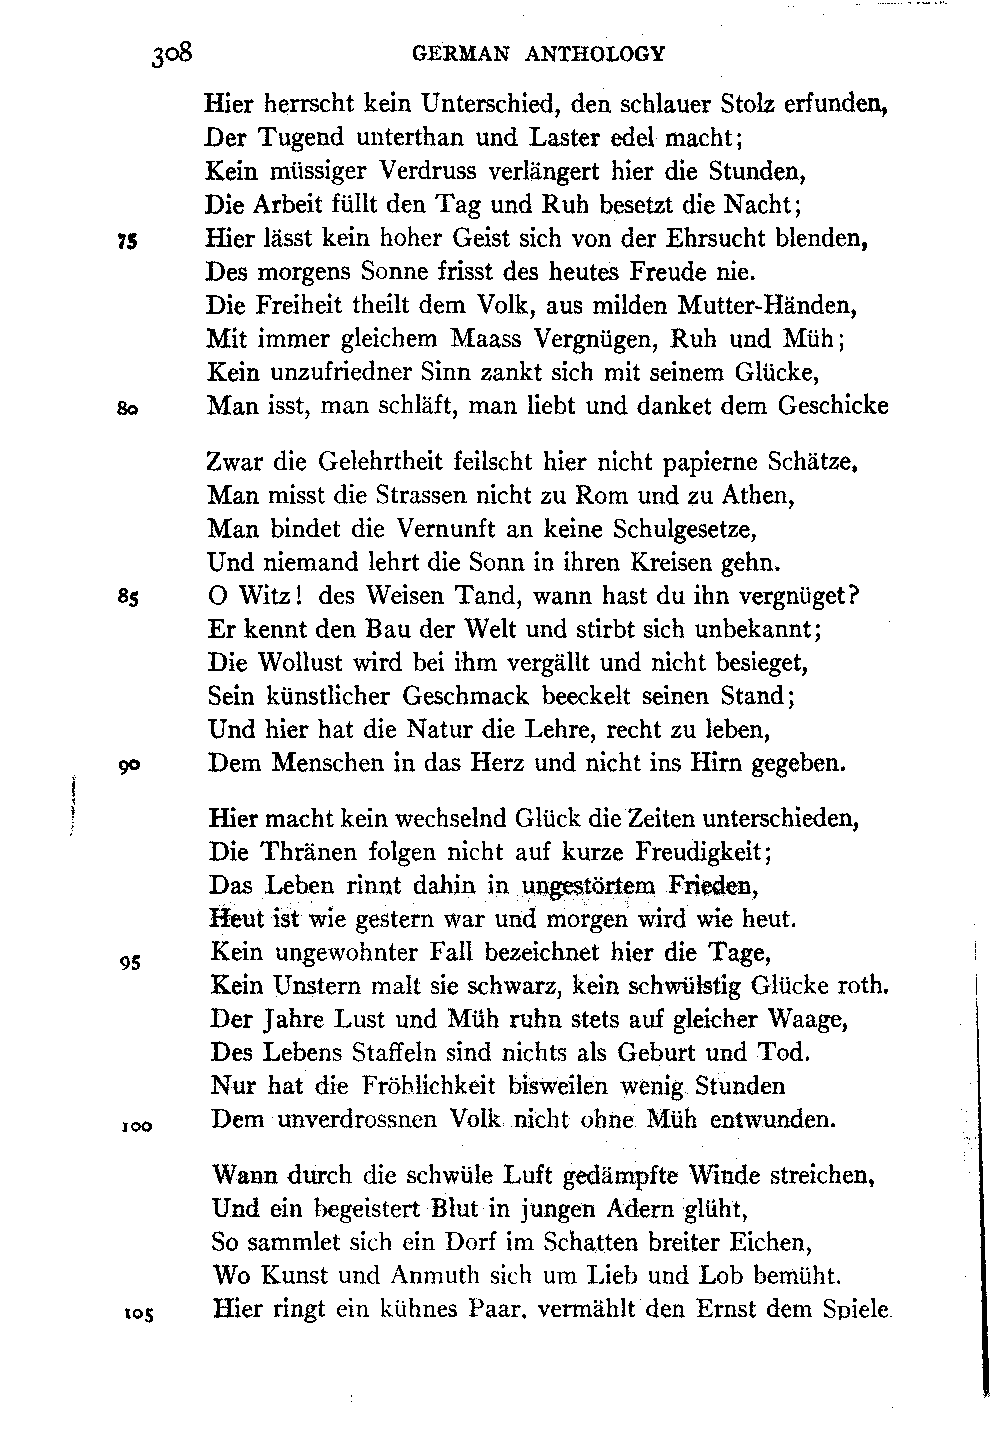 308 GERMAN ANTHOLOGY
Hier herrscht kein Unterschied, den schlauer Stolz erfunden,
Der Tugend unterthan und Laster edel macht;
Kein müssiger Verdruss verlängert hier die Stunden,
Die Arbeit füllt den Tag und Ruh besetzt die Nacht;
75 Hier lässt kein hoher Geist sich von der Ehrsucht blenden,
Des morgens Sonne frisst des heutes Freude nie.
Die Freiheit theilt dem Volk, aus milden Mutter-Händen,
Mit immer gleichem Maass Vergnügen, Ruh und Müh;
Kein unzufriedner Sinn zankt sich mit seinem Glücke,
80 Man isst, man schläft, man liebt und danket dem Geschicke
Zwar die Gelehrtheit feilscht hier nicht papierne Schätze,
Man misst die Strassen nicht zu Rom und zu Athen,
Man bindet die Vernunft an keine Schulgesetze,
Und niemand lehrt die Sonn in ihren Kreisen gehn.
85 O Witz! des Weisen Tand, wann hast du ihn vergnüget?
Er kennt den Bau der Welt und stirbt sich unbekannt;
Die Wollust wird bei ihm vergällt und nicht besieget,
Sein künstlicher Geschmack beeckelt seinen Stand;
Und hier hat die Natur die Lehre, recht zu leben,
90 Dem Menschen in das Herz und nicht ins Hirn gegeben.
Hier macht kein wechselnd Glück die Zeiten unterschieden,
Die Thränen folgen nicht auf kurze Freudigkeit;
Das Leben rinnt dahin in ungestörtem Frieden,
Heut ist wie gestern war und morgen wird wie heut.
95 Kein ungewohnter Fall bezeichnet hier die Tage,
Kein Unstern malt sie schwarz, kein schwülstig Glücke roth.
Der Jahre Lust und Müh ruhn stets auf gleicher Waage,
Des Lebens Staffeln sind nichts als Geburt und Tod.
Nur hat die Fröhlichkeit bisweilen wenig Stunden
100 Dem unverdrossnen Volk nicht ohne Müh entwunden.
Wann durch die schwüle Luft gedämpfte Winde streichen,
Und ein begeistert Blut in jungen Adern glüht,
So sammlet sich ein Dorf im Schatten breiter Eichen,
Wo Kunst und Anmuth sich um Lieb und Lob bemüht.
105 Hier ringt ein kühnes Paar, vermählt den Ernst dem Spiele